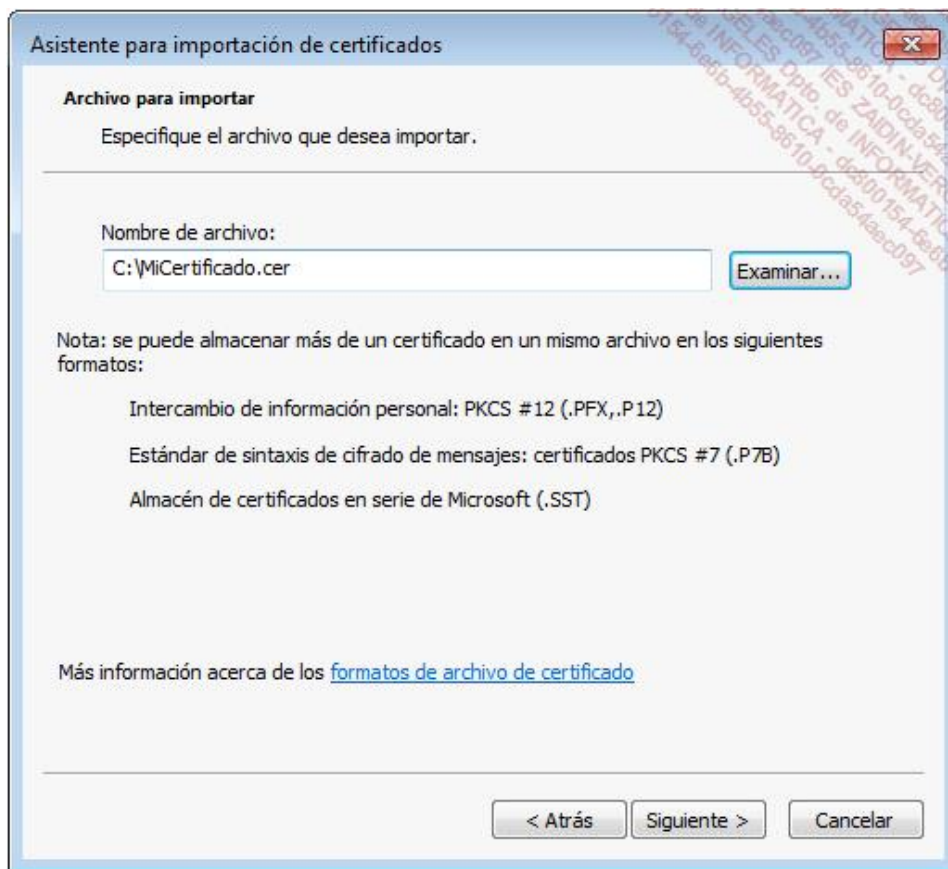 Asistente para importación de certificados
Archivo para importar
Especifique el archivo que desea importar.
Nombre de archivo:
C:\MiCertificado.cer
Examinar...
Nota: se puede almacenar más de un certificado en un mismo archivo en los siguientes
formatos:
Intercambio de información personal: PKCS #12 (.PFX,.P12)
Estándar de sintaxis de cifrado de mensajes: certificados PKCS #7 (.P7B)
Almacén de certificados en serie de Microsoft (.SST)
Más información acerca de los formatos de archivo de certificado
< Atrás
Siguiente >
Cancelar